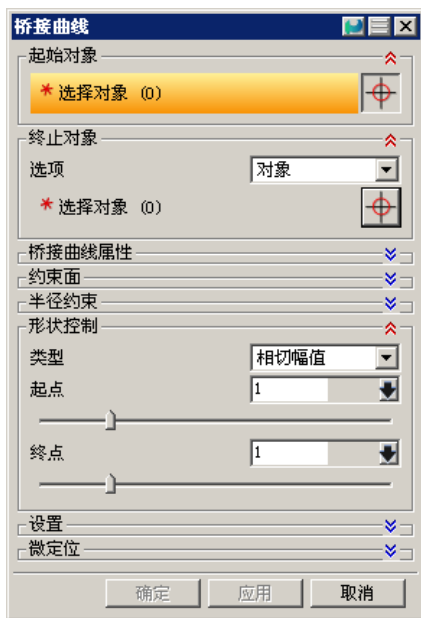 桥接曲线
起始对象
* 选择对象 (0)
终止对象
选项 对象
* 选择对象 (0)
桥接曲线属性
约束面
半径约束
形状控制
类型 相切幅值
起点 1
终点 1
设置
微定位
确定 应用 取消